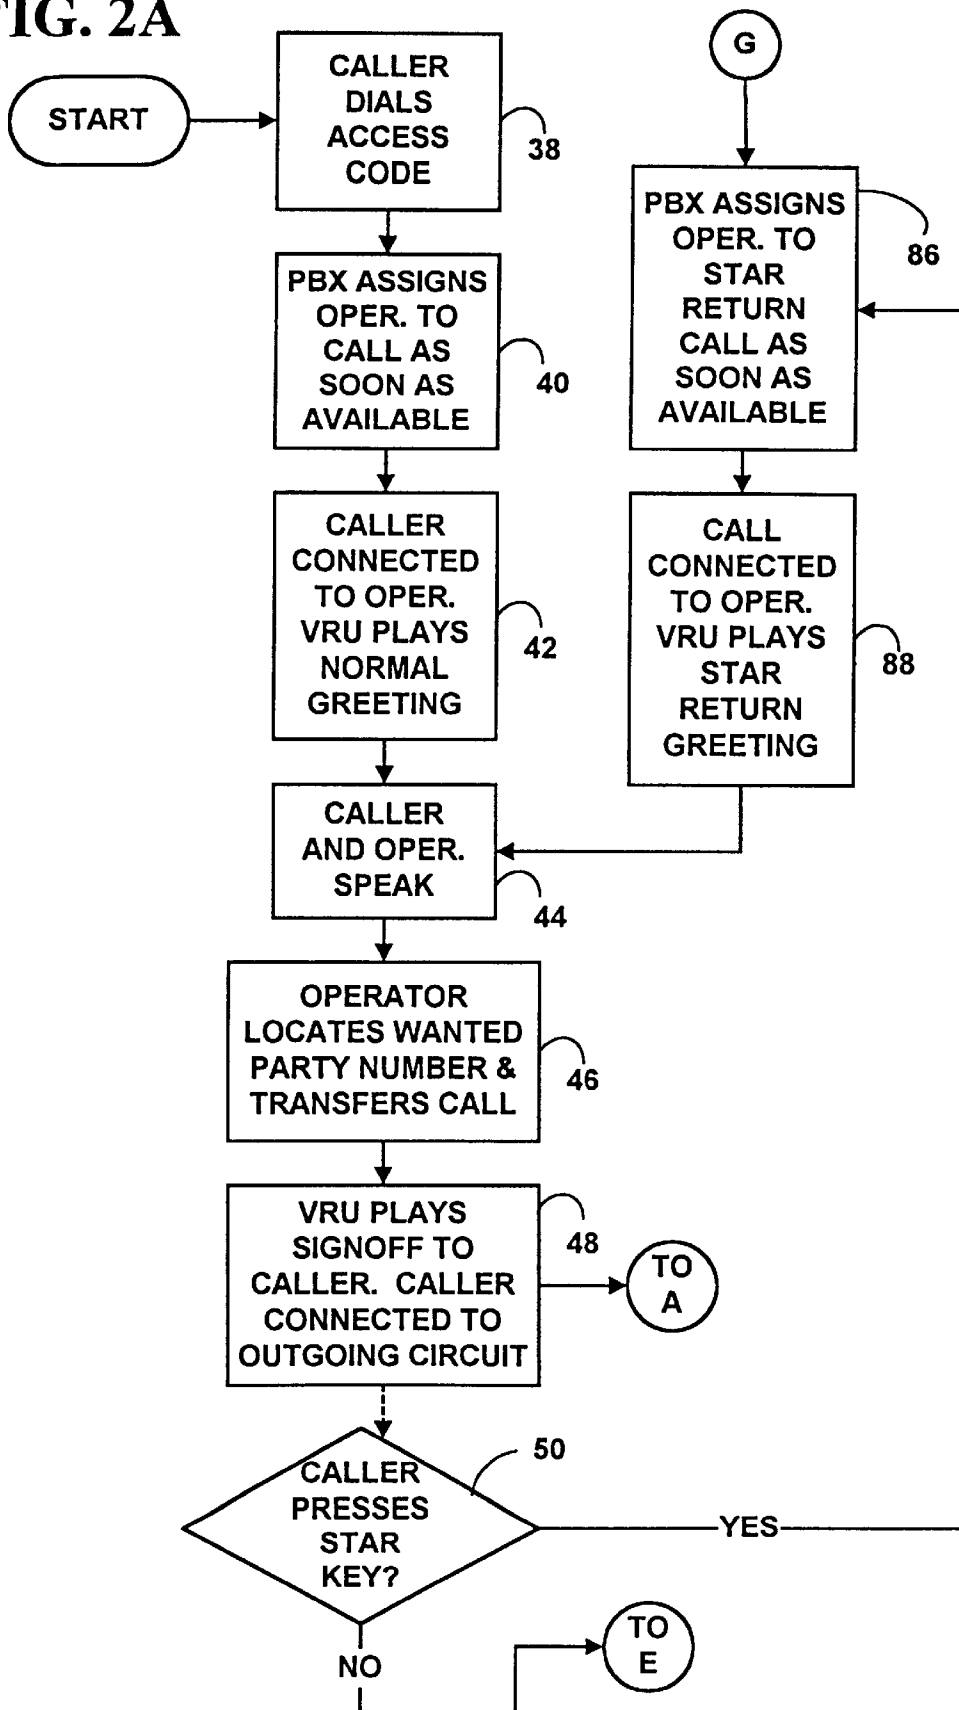 FIG. 2A
START
CALLER
DIALS
ACCESS
CODE
38
PBX ASSIGNS
OPER. TO
CALL AS
SOON AS
AVAILABLE
40
CALLER
CONNECTED
TO OPER.
VRU PLAYS
NORMAL
GREETING
42
G
PBX ASSIGNS
OPER. TO
STAR
RETURN
CALL AS
SOON AS
AVAILABLE
86
CALL
CONNECTED
TO OPER.
VRU PLAYS
STAR
RETURN
GREETING
88
CALLER
AND OPER.
SPEAK
44
OPERATOR
LOCATES WANTED
PARTY NUMBER &
TRANSFERS CALL
46
VRU PLAYS
SIGNOFF TO
CALLER. CALLER
CONNECTED TO
OUTGOING CIRCUIT
48
TO
A
CALLER
PRESSES
STAR
KEY?
50
YES
NO
TO
E